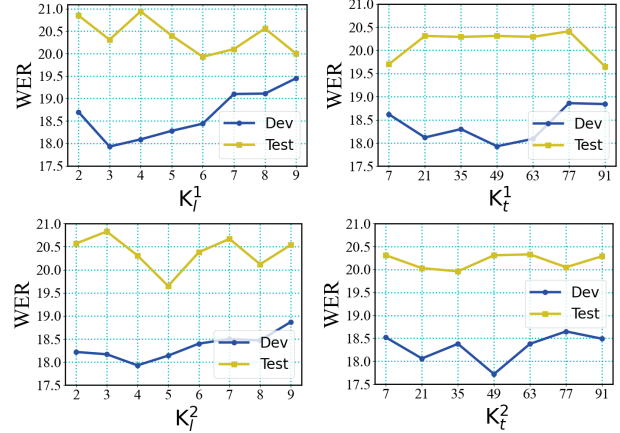 21.0
20.5
20.0
19.5
19.0
18.5
18.0
17.5
WER
2 3 4 5 6 7 8 9
K_l^1
Dev
Test
21.0
20.5
20.0
19.5
19.0
18.5
18.0
17.5
WER
7 21 35 49 63 77 91
K_t^1
Dev
Test
21.0
20.5
20.0
19.5
19.0
18.5
18.0
17.5
WER
2 3 4 5 6 7 8 9
K_l^2
Dev
Test
21.0
20.5
20.0
19.5
19.0
18.5
18.0
17.5
WER
7 21 35 49 63 77 91
K_t^2
Dev
Test